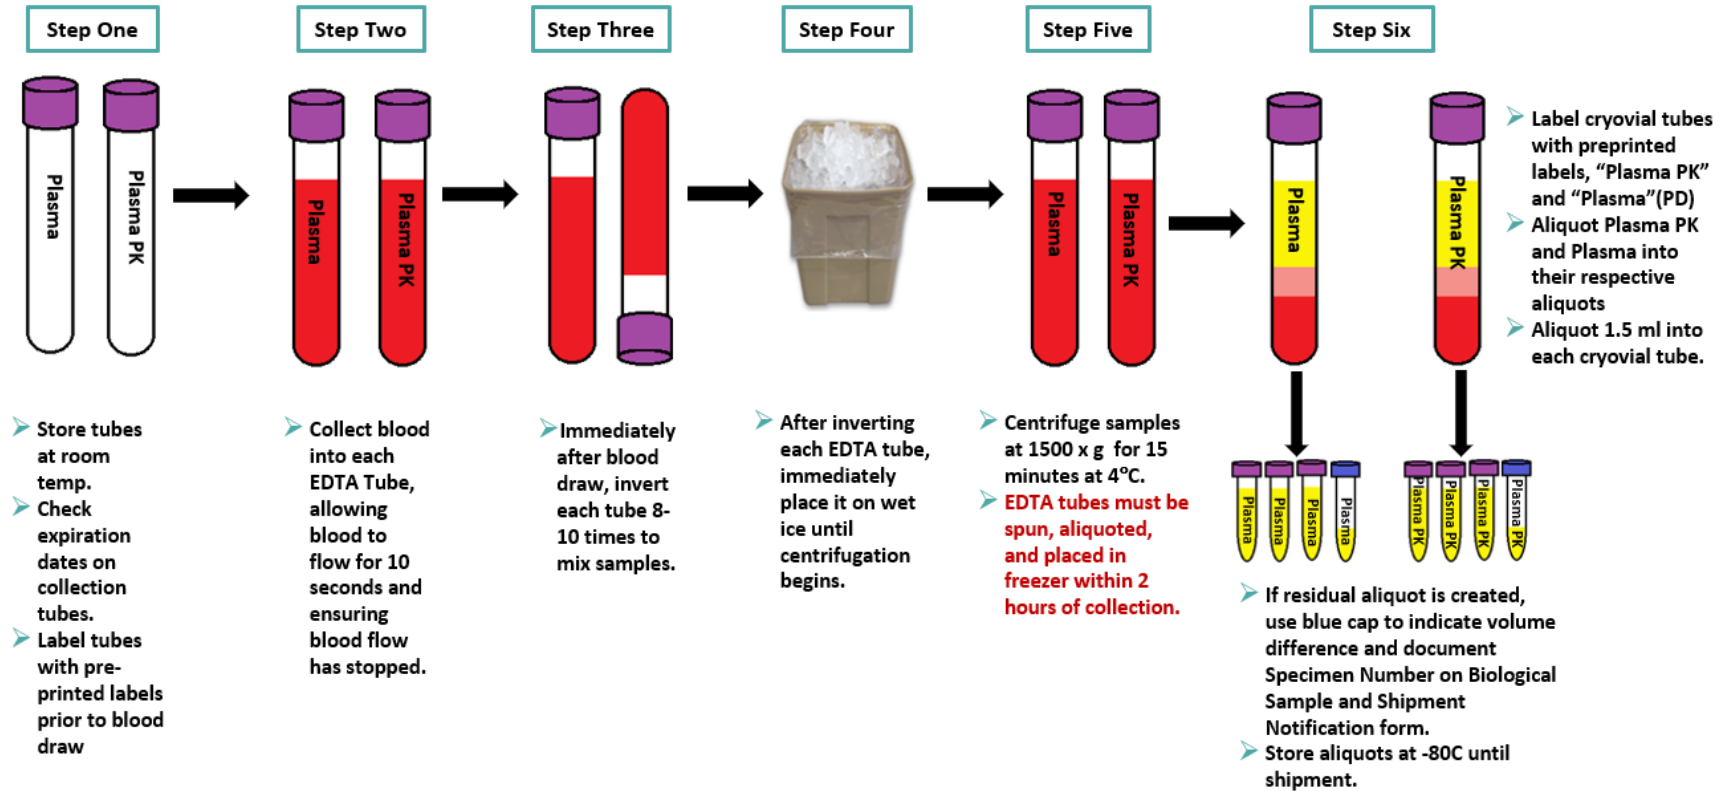 Step One
Step Two
Step Three
Step Four
Step Five
Step Six
Plasma
Plasma PK
Plasma
Plasma PK
Plasma
Plasma PK
Plasma
Plasma PK
➢ Label cryovial tubes
with preprinted
labels, “Plasma PK”
and “Plasma”(PD)
➢ Aliquot Plasma PK
and Plasma into
their respective
aliquots
➢ Aliquot 1.5 ml into
each cryovial tube.
➢ Store tubes
at room
temp.
➢ Check
expiration
dates on
collection
tubes.
➢ Label tubes
with pre-
printed labels
prior to blood
draw
➢ Collect blood
into each
EDTA Tube,
allowing
blood to
flow for 10
seconds and
ensuring
blood flow
has stopped.
➢ Immediately
after blood
draw, invert
each tube 8-
10 times to
mix samples.
➢ After inverting
each EDTA tube,
immediately
place it on wet
ice until
centrifugation
begins.
➢ Centrifuge samples
at 1500 x g  for 15
minutes at 4°C.
➢ EDTA tubes must be
spun, aliquoted,
and placed in
freezer within 2
hours of collection.
Plasma
Plasma
Plasma
Plasma
Plasma PK
Plasma PK
Plasma PK
Plasma PK
➢ If residual aliquot is created,
use blue cap to indicate volume
difference and document
Specimen Number on Biological
Sample and Shipment
Notification form.
➢ Store aliquots at -80C until
shipment.